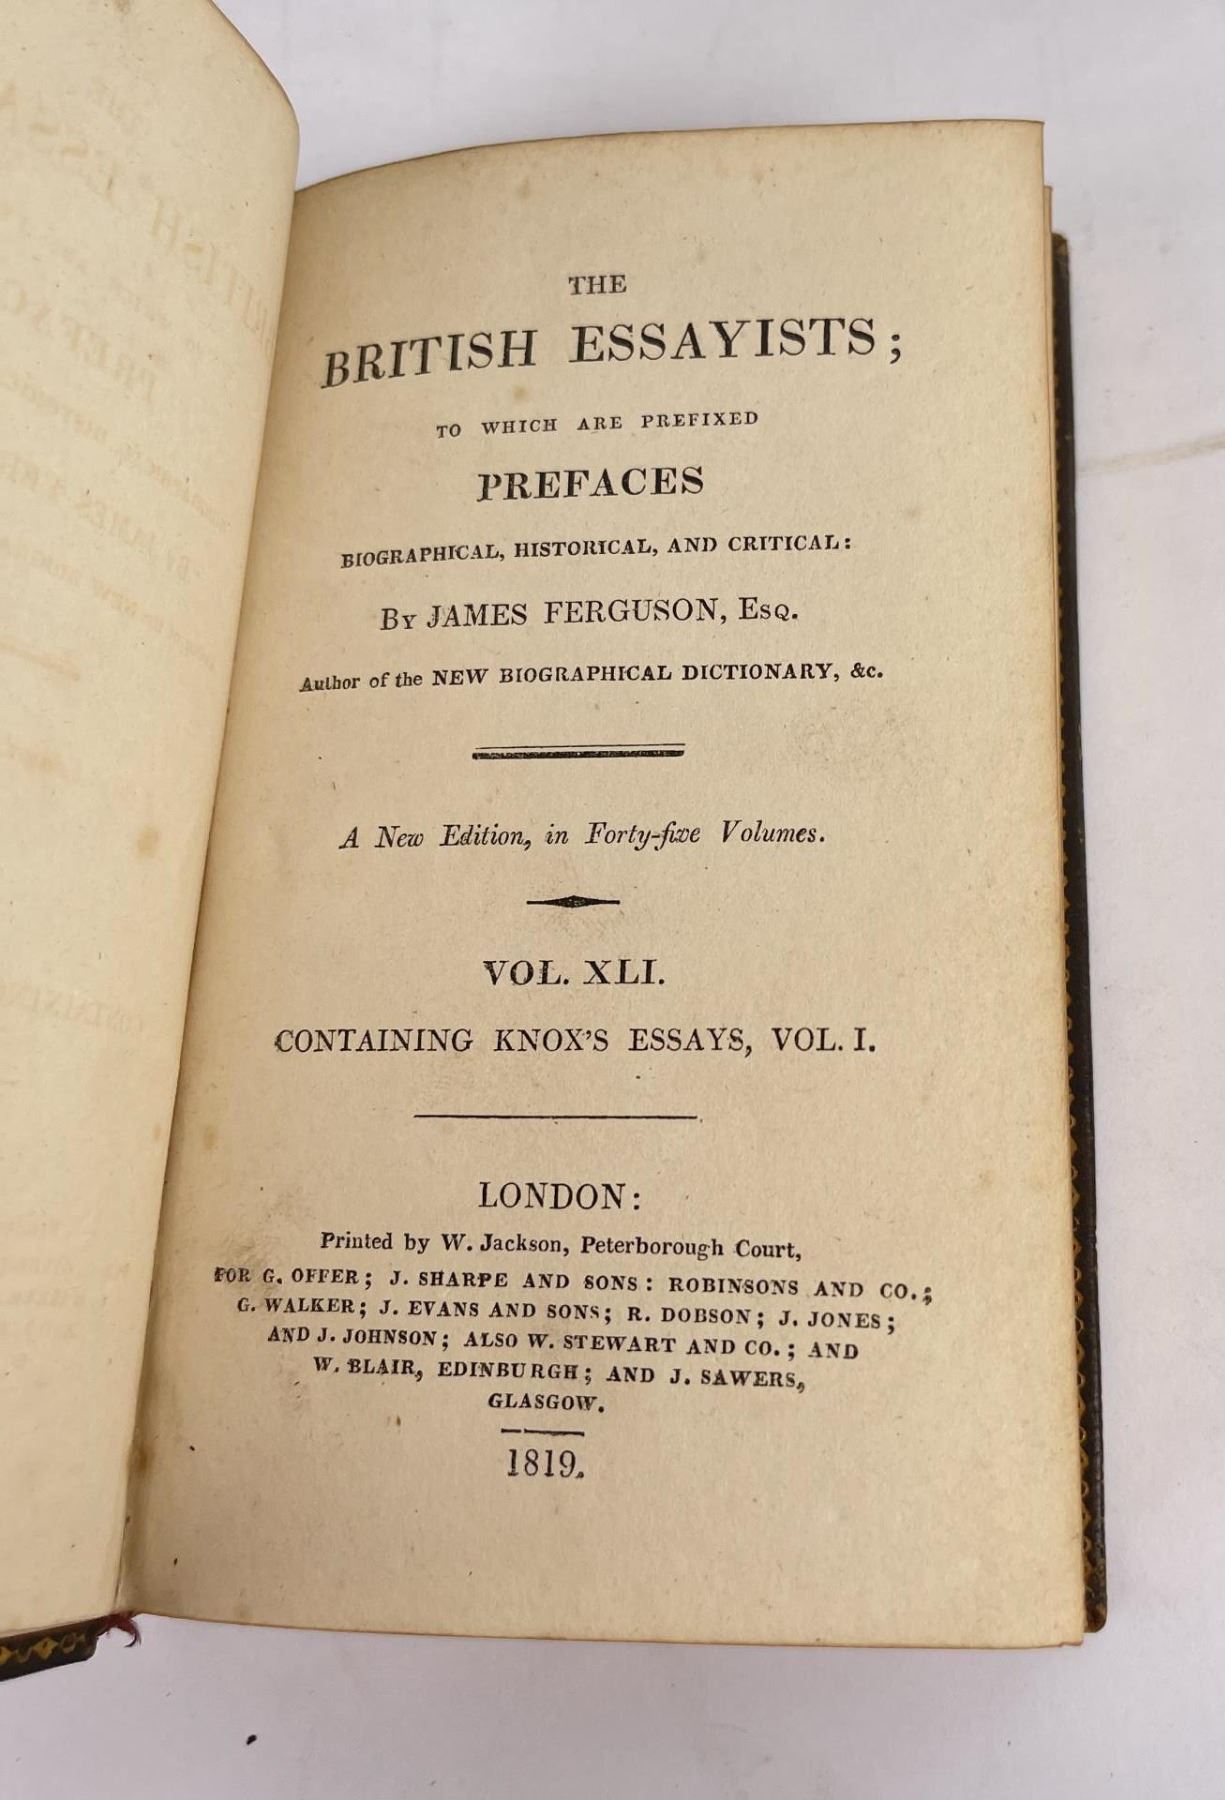 THE
BRITISH ESSAYISTS;
TO WHICH ARE PREFIXED
PREFACES
BIOGRAPHICAL, HISTORICAL, AND CRITICAL:
By JAMES FERGUSON, Esq.
Author of the NEW BIOGRAPHICAL DICTIONARY, &c.
A New Edition, in Forty-five Volumes.
VOL. XLI.
CONTAINING KNOX'S ESSAYS, VOL. I.
LONDON:
Printed by W. Jackson, Peterborough Court,
FOR G. OFFER; J. SHARPE AND SONS: ROBINSONS AND CO.;
G. WALKER; J. EVANS AND SONS; R. DOBSON; J. JONES;
AND J. JOHNSON; ALSO W. STEWART AND CO.; AND
W. BLAIR, EDINBURGH; AND J. SAWERS,
GLASGOW.
1819.